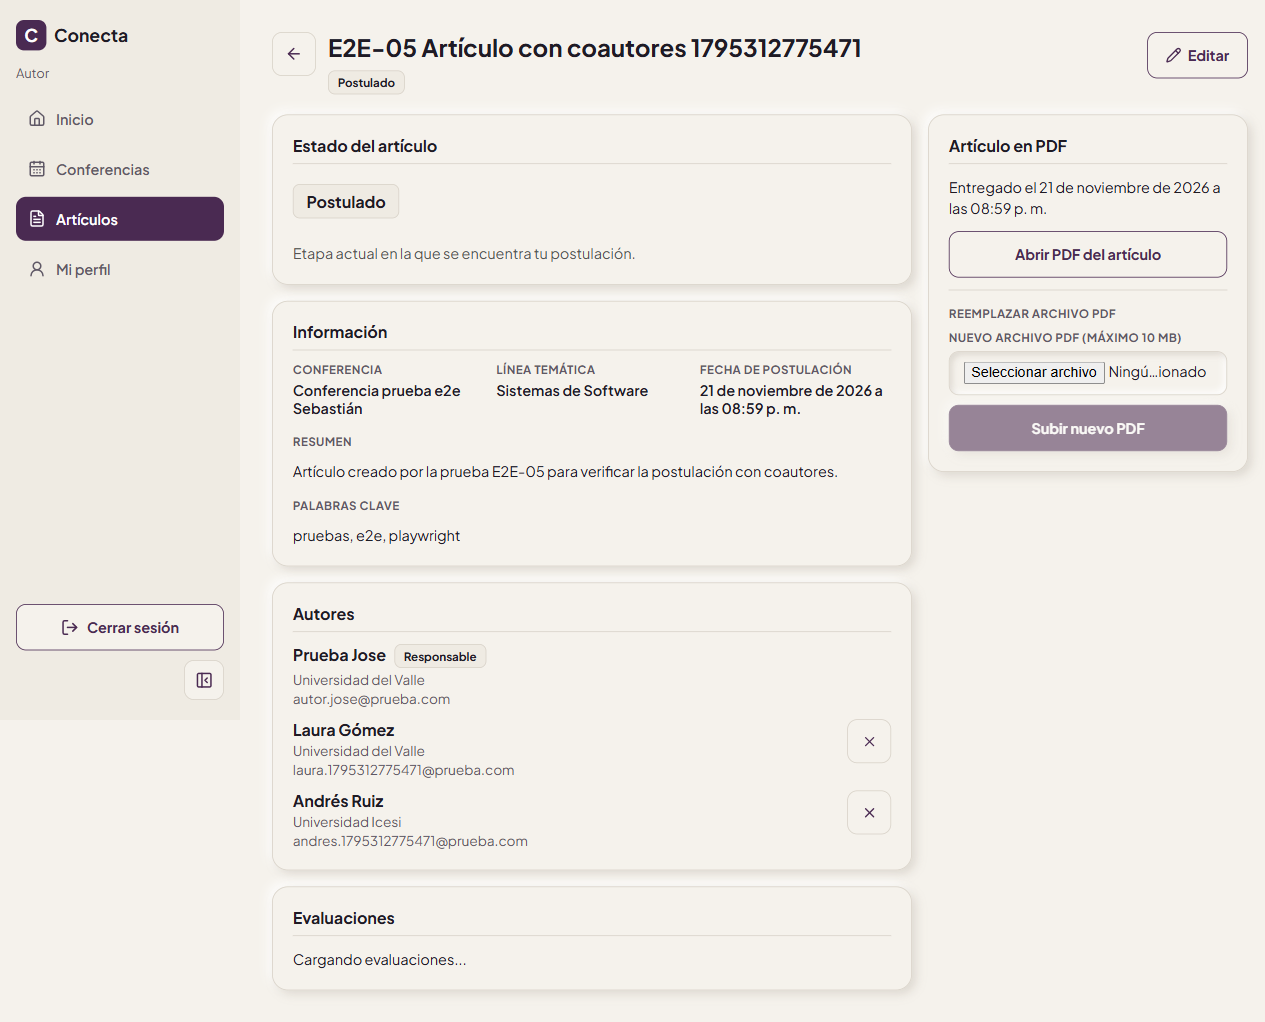 C Conecta
Autor
Inicio
Conferencias
Artículos
Mi perfil
Cerrar sesión
E2E-05 Artículo con coautores 1795312775471
Postulado
Editar
Estado del artículo
Postulado
Etapa actual en la que se encuentra tu postulación.
Información
CONFERENCIA
Conferencia prueba e2e
Sebastián
LÍNEA TEMÁTICA
Sistemas de Software
FECHA DE POSTULACIÓN
21 de noviembre de 2026 a
las 08:59 p. m.
RESUMEN
Artículo creado por la prueba E2E-05 para verificar la postulación con coautores.
PALABRAS CLAVE
pruebas, e2e, playwright
Autores
Prueba Jose Responsable
Universidad del Valle
autor.jose@prueba.com
Laura Gómez
Universidad del Valle
laura.1795312775471@prueba.com
Andrés Ruiz
Universidad Icesi
andres.1795312775471@prueba.com
Evaluaciones
Cargando evaluaciones...
Artículo en PDF
Entregado el 21 de noviembre de 2026 a
las 08:59 p. m.
Abrir PDF del artículo
REEMPLAZAR ARCHIVO PDF
NUEVO ARCHIVO PDF (MÁXIMO 10 MB)
Seleccionar archivo Ningú...ionado
Subir nuevo PDF